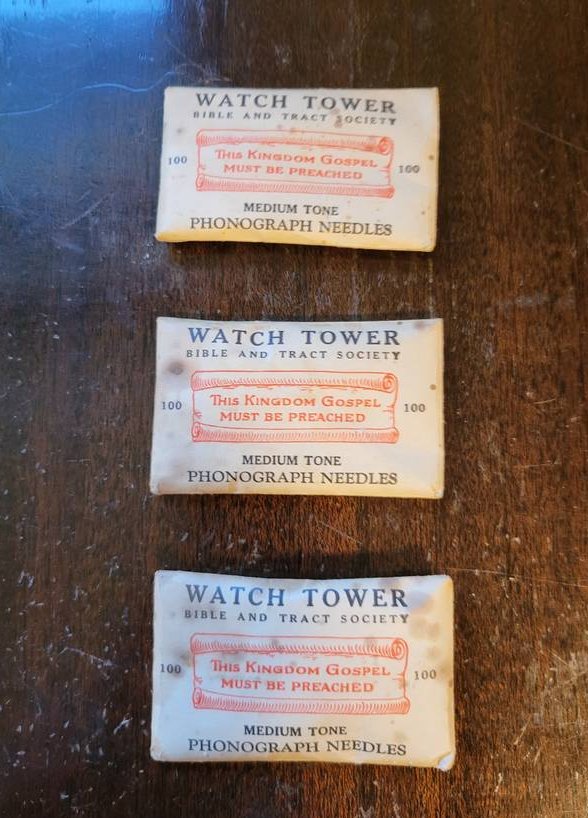 WATCH TOWER
BIBLE AND TRACT SOCIETY
100 THIS KINGDOM GOSPEL 100
MUST BE PREACHED
MEDIUM TONE
PHONOGRAPH NEEDLES
WATCH TOWER
BIBLE AND TRACT SOCIETY
100 THIS KINGDOM GOSPEL 100
MUST BE PREACHED
MEDIUM TONE
PHONOGRAPH NEEDLES
WATCH TOWER
BIBLE AND TRACT SOCIETY
100 THIS KINGDOM GOSPEL 100
MUST BE PREACHED
MEDIUM TONE
PHONOGRAPH NEEDLES